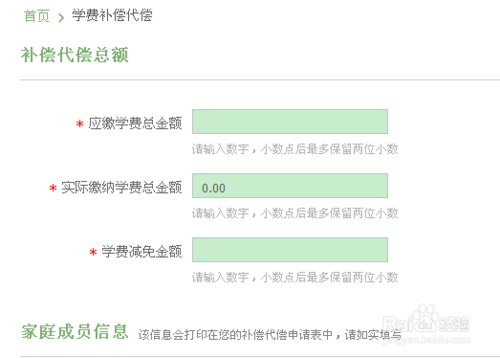 首页 > 学费补偿代偿
补偿代偿总额
* 应缴学费总金额
请输入数字，小数点后最多保留两位小数
* 实际缴纳学费总金额 0.00
请输入数字，小数点后最多保留两位小数
* 学费减免金额
请输入数字，小数点后最多保留两位小数
家庭成员信息 该信息会打印在您的补偿代偿申请表中，请如实填写
Baidu 经验
jingyan.baidu.com